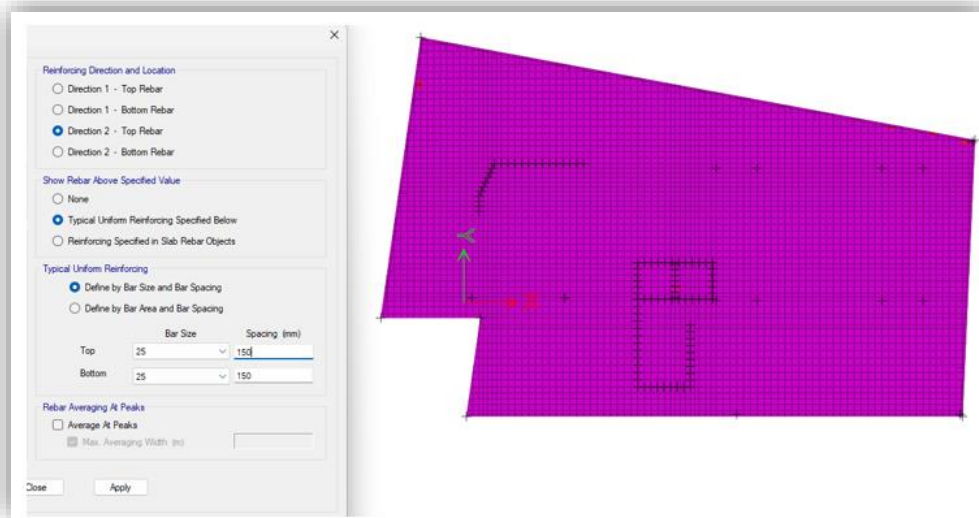 Reinforcing Direction and Location
Direction 1 - Top Rebar
Direction 1 - Bottom Rebar
Direction 2 - Top Rebar
Direction 2 - Bottom Rebar
Show Rebar Above Specified Value
None
Typical Uniform Reinforcing Specified Below
Reinforcing Specified in Slab Rebar Objects
Typical Uniform Reinforcing
Define by Bar Size and Bar Spacing
Define by Bar Area and Bar Spacing
Bar Size Spacing (mm)
Top 25 150
Bottom 25 150
Rebar Averaging At Peaks
Average At Peaks
Max. Averaging Width (m)
Close Apply
Y
X